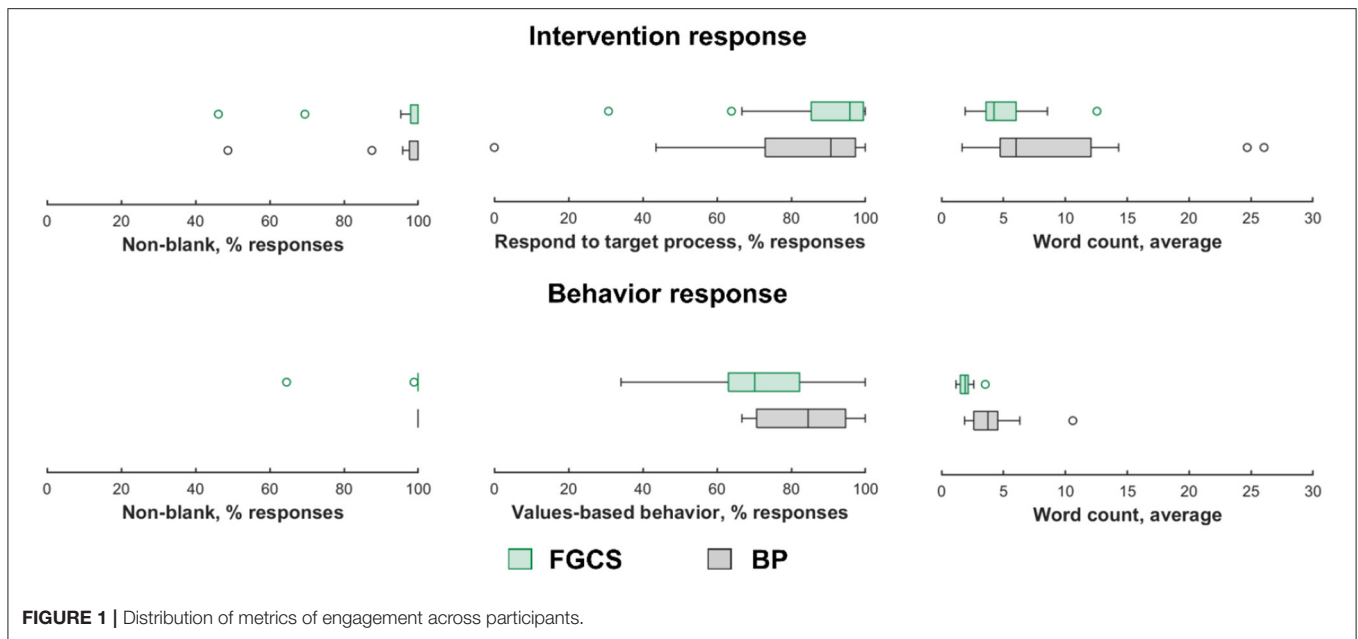 Intervention response
0 20 40 60 80 100
Non-blank, % responses
0 20 40 60 80 100
Respond to target process, % responses
0 5 10 15 20 25 30
Word count, average
Behavior response
0 20 40 60 80 100
Non-blank, % responses
0 20 40 60 80 100
Values-based behavior, % responses
0 5 10 15 20 25 30
Word count, average
FGCS BP
FIGURE 1 | Distribution of metrics of engagement across participants.